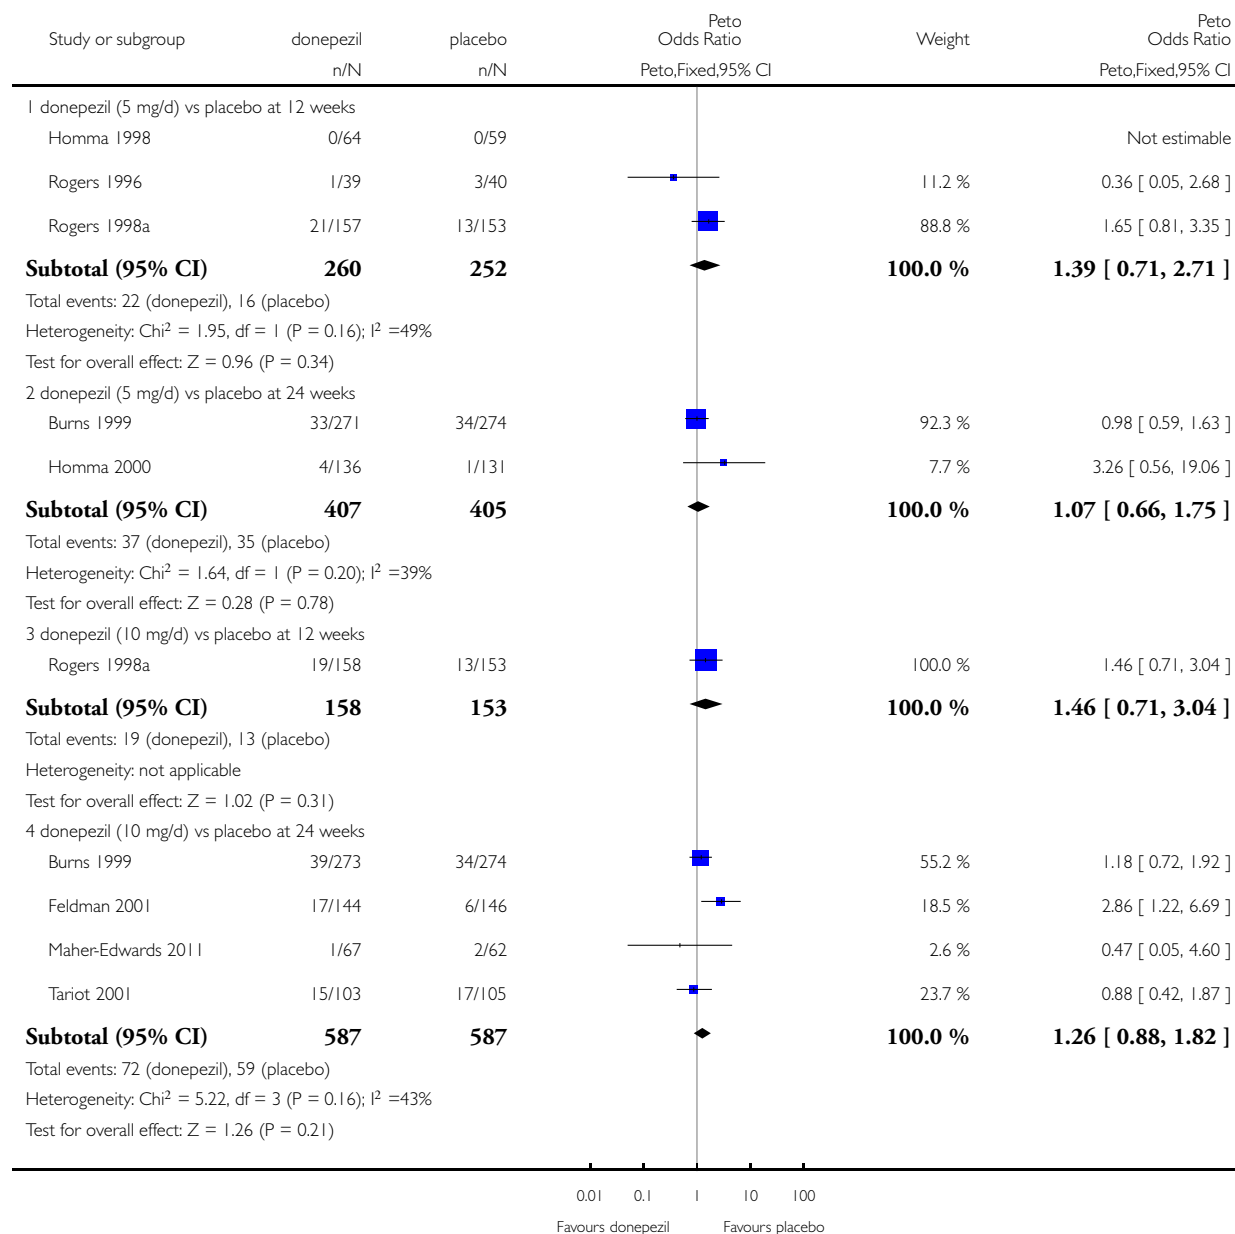 Study or subgroup donepezil placebo Peto Odds Ratio Weight Peto Odds Ratio
n/N n/N Peto,Fixed,95% CI Peto,Fixed,95% CI
1 donepezil (5 mg/d) vs placebo at 12 weeks
Homma 1998 0/64 0/59 Not estimable
Rogers 1996 1/39 3/40 11.2 % 0.36 [ 0.05, 2.68 ]
Rogers 1998a 21/157 13/153 88.8 % 1.65 [ 0.81, 3.35 ]
Subtotal (95% CI) 260 252 100.0 % 1.39 [ 0.71, 2.71 ]
Total events: 22 (donepezil), 16 (placebo)
Heterogeneity: Chi² = 1.95, df = 1 (P = 0.16); I² =49%
Test for overall effect: Z = 0.96 (P = 0.34)
2 donepezil (5 mg/d) vs placebo at 24 weeks
Burns 1999 33/271 34/274 92.3 % 0.98 [ 0.59, 1.63 ]
Homma 2000 4/136 1/131 7.7 % 3.26 [ 0.56, 19.06 ]
Subtotal (95% CI) 407 405 100.0 % 1.07 [ 0.66, 1.75 ]
Total events: 37 (donepezil), 35 (placebo)
Heterogeneity: Chi² = 1.64, df = 1 (P = 0.20); I² =39%
Test for overall effect: Z = 0.28 (P = 0.78)
3 donepezil (10 mg/d) vs placebo at 12 weeks
Rogers 1998a 19/158 13/153 100.0 % 1.46 [ 0.71, 3.04 ]
Subtotal (95% CI) 158 153 100.0 % 1.46 [ 0.71, 3.04 ]
Total events: 19 (donepezil), 13 (placebo)
Heterogeneity: not applicable
Test for overall effect: Z = 1.02 (P = 0.31)
4 donepezil (10 mg/d) vs placebo at 24 weeks
Burns 1999 39/273 34/274 55.2 % 1.18 [ 0.72, 1.92 ]
Feldman 2001 17/144 6/146 18.5 % 2.86 [ 1.22, 6.69 ]
Maher-Edwards 2011 1/67 2/62 2.6 % 0.47 [ 0.05, 4.60 ]
Tariot 2001 15/103 17/105 23.7 % 0.88 [ 0.42, 1.87 ]
Subtotal (95% CI) 587 587 100.0 % 1.26 [ 0.88, 1.82 ]
Total events: 72 (donepezil), 59 (placebo)
Heterogeneity: Chi² = 5.22, df = 3 (P = 0.16); I² =43%
Test for overall effect: Z = 1.26 (P = 0.21)
0.01 0.1 1 10 100
Favours donepezil Favours placebo